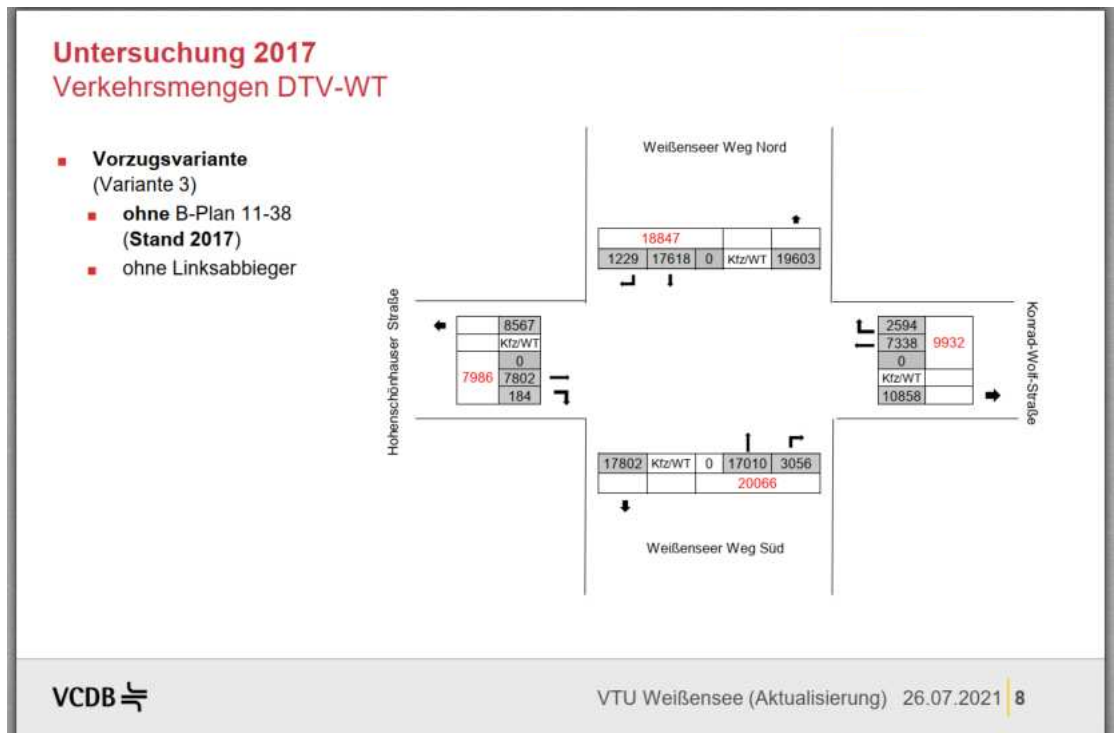 Untersuchung 2017
Verkehrsmengen DTV-WT
Vorzugsvariante
(Variante 3)
ohne B-Plan 11-38
(Stand 2017)
ohne Linksabbieger
Weißenseer Weg Nord
18847
1229 17618 0 Kfz/WT 19603
Hohenschönhauser Straße
8567
Kfz/WT
0
7986 7802
184
2594
7338 9932
0
Kfz/WT
10858
Konrad-Wolf-Straße
17802 Kfz/WT 0 17010 3056
20066
Weißenseer Weg Süd
VCDB
VTU Weißensee (Aktualisierung) 26.07.2021 8